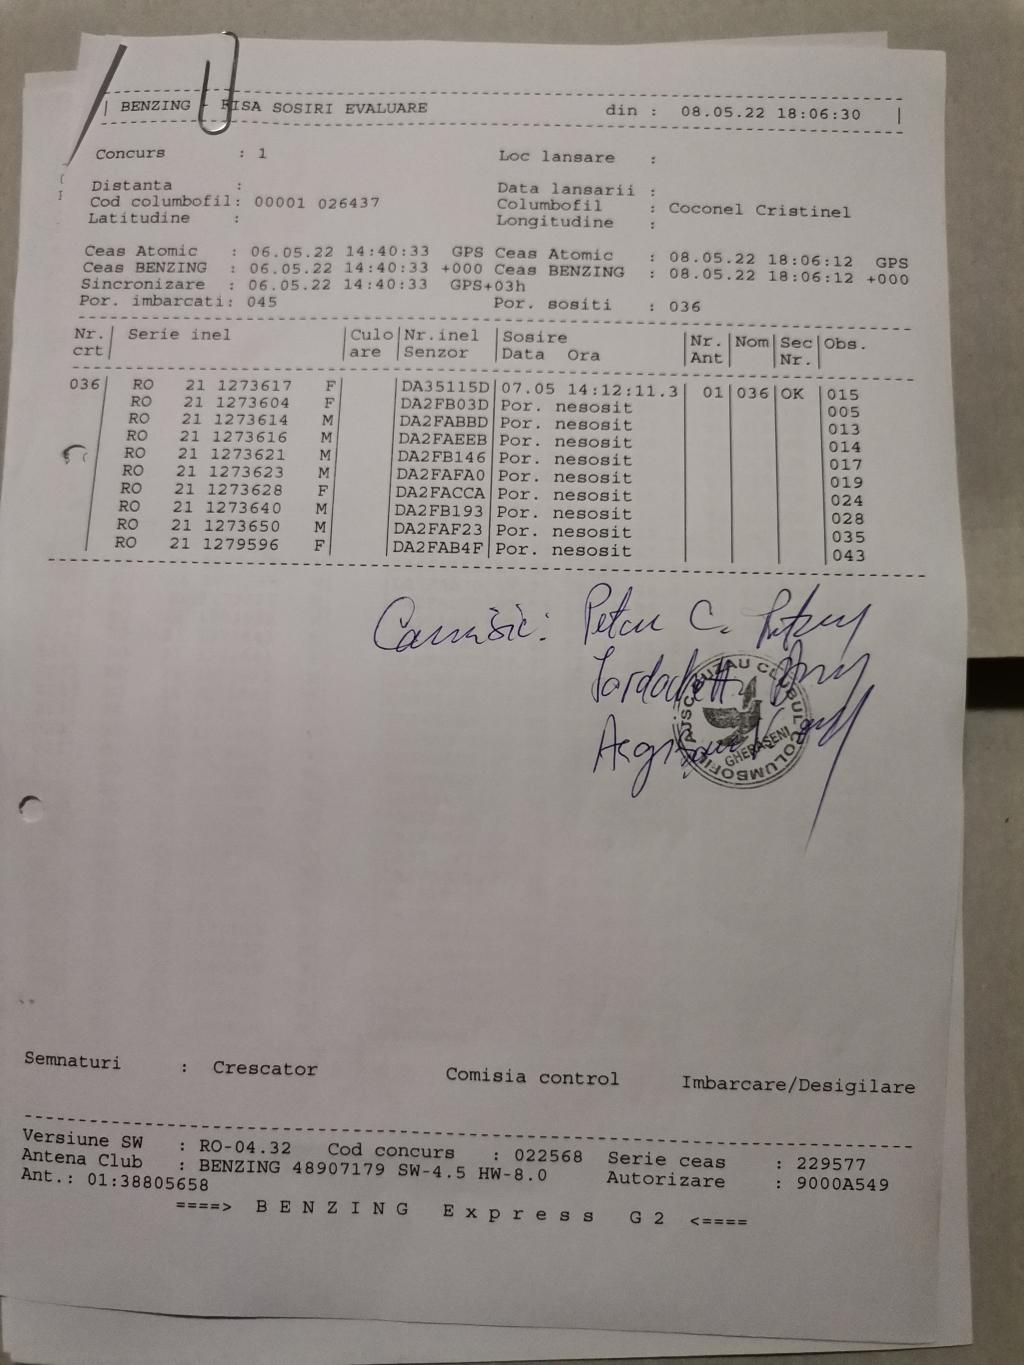 BENZING - FISA SOSIRI EVALUARE din : 08.05.22 18:06:30
Concurs : 1 Loc lansare :
Distanta : Data lansarii :
Cod columbofil: 00001 026437 Columbofil : Coconel Cristinel
Latitudine : Longitudine :
Ceas Atomic : 06.05.22 14:40:33 GPS Ceas Atomic : 08.05.22 18:06:12 GPS
Ceas BENZING : 06.05.22 14:40:33 +000 Ceas BENZING : 08.05.22 18:06:12 +000
Sincronizare : 06.05.22 14:40:33 GPS+03h
Por. imbarcati: 045 Por. sositi : 036
Nr. | Serie inel | Culo | Nr.inel | Sosire | Nr. | Nom | Sec | Obs.
crt | are | Senzor | Data Ora | Ant | Nr.
036 | RO 21 1273617 F | DA35115D | 07.05 14:12:11.3 | 01 | 036 | OK | 015
RO 21 1273604 F | DA2FB03D | Por. nesosit | 005
RO 21 1273614 M | DA2FABBD | Por. nesosit | 013
RO 21 1273616 M | DA2FAEEB | Por. nesosit | 014
RO 21 1273621 M | DA2FB146 | Por. nesosit | 017
RO 21 1273623 M | DA2FAFA0 | Por. nesosit | 019
RO 21 1273628 F | DA2FACCA | Por. nesosit | 024
RO 21 1273640 M | DA2FB193 | Por. nesosit | 028
RO 21 1273650 M | DA2FAF23 | Por. nesosit | 035
RO 21 1279596 F | DA2FAB4F | Por. nesosit | 043
Petcu C.
BUZAU CLUBUL COLUMBOFIL
GHERASENI
Semnaturi : Crescator Comisia control Imbarcare/Desigilare
Versiune SW : RO-04.32 Cod concurs : 022568 Serie ceas : 229577
Antena Club : BENZING 48907179 SW-4.5 HW-8.0 Autorizare : 9000A549
Ant.: 01:38805658
====> B E N Z I N G E x p r e s s G 2 <====